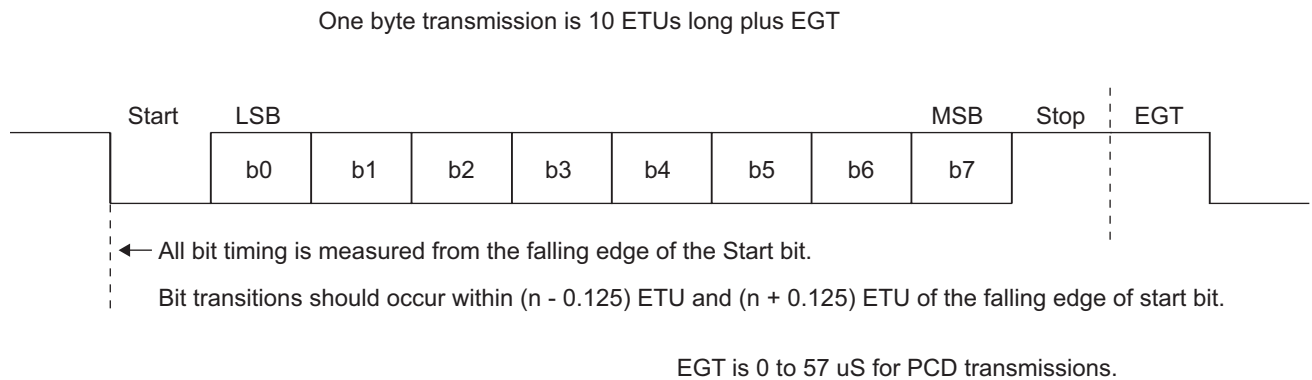 One byte transmission is 10 ETUs long plus EGT
Start LSB MSB Stop EGT
b0 b1 b2 b3 b4 b5 b6 b7
All bit timing is measured from the falling edge of the Start bit.
Bit transitions should occur within (n - 0.125) ETU and (n + 0.125) ETU of the falling edge of start bit.
EGT is 0 to 57 uS for PCD transmissions.